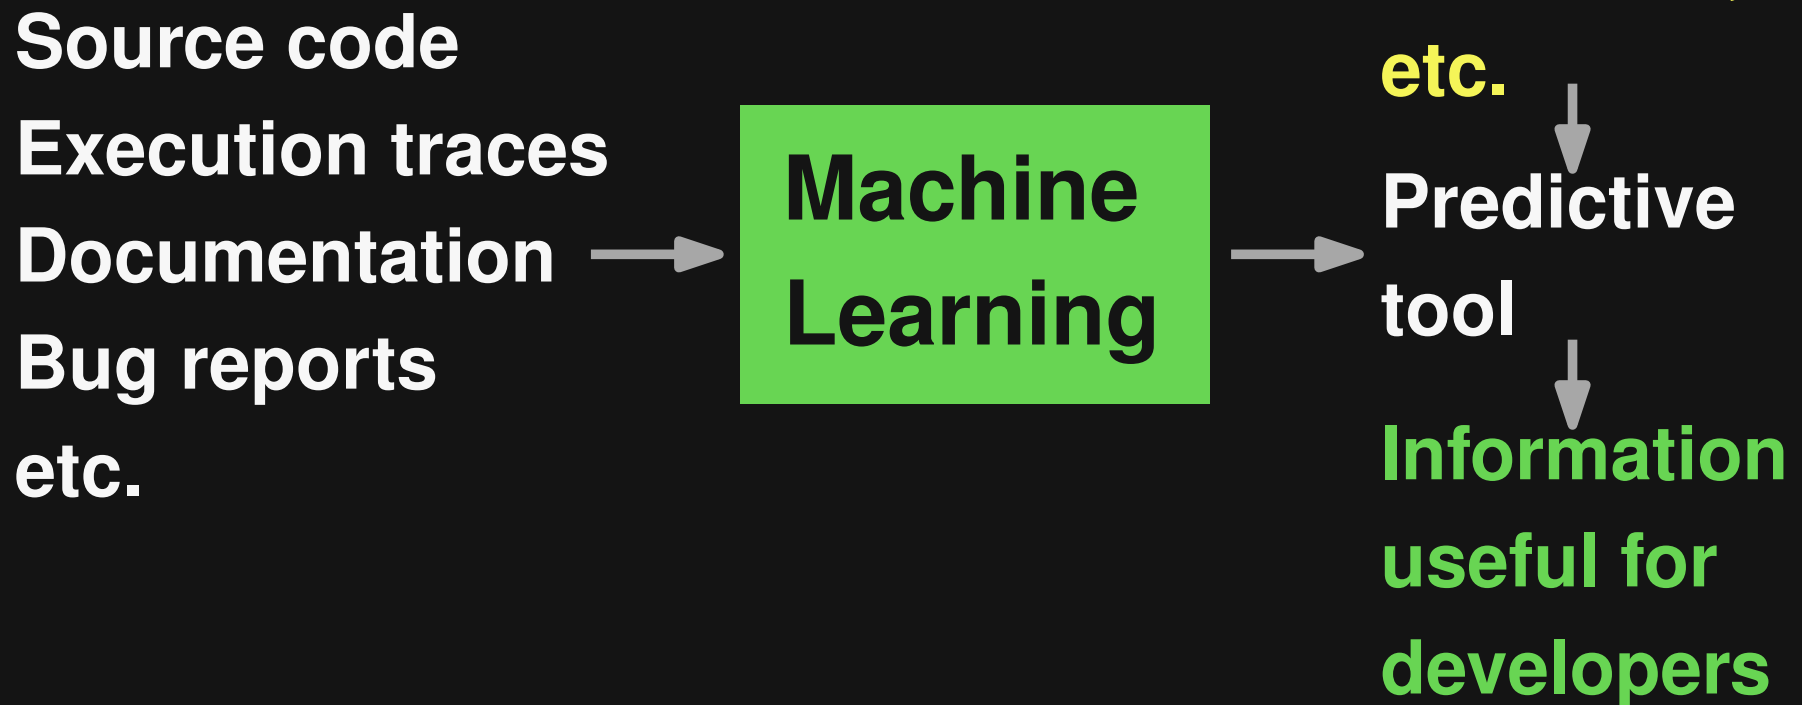 Source code
Execution traces
Documentation
Bug reports
etc.
Machine
Learning
etc.
Predictive
tool
Information
useful for
developers